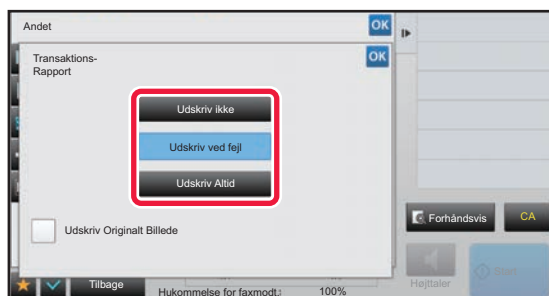 Andet
OK
Transaktions-
Rapport
OK
Udskriv ikke
Udskriv ved fejl
Udskriv Altid
Udskriv Originalt Billede
Forhåndsvis
CA
Tilbage
Hukommelse for faxmodt.:
100%
Højttaler
Start